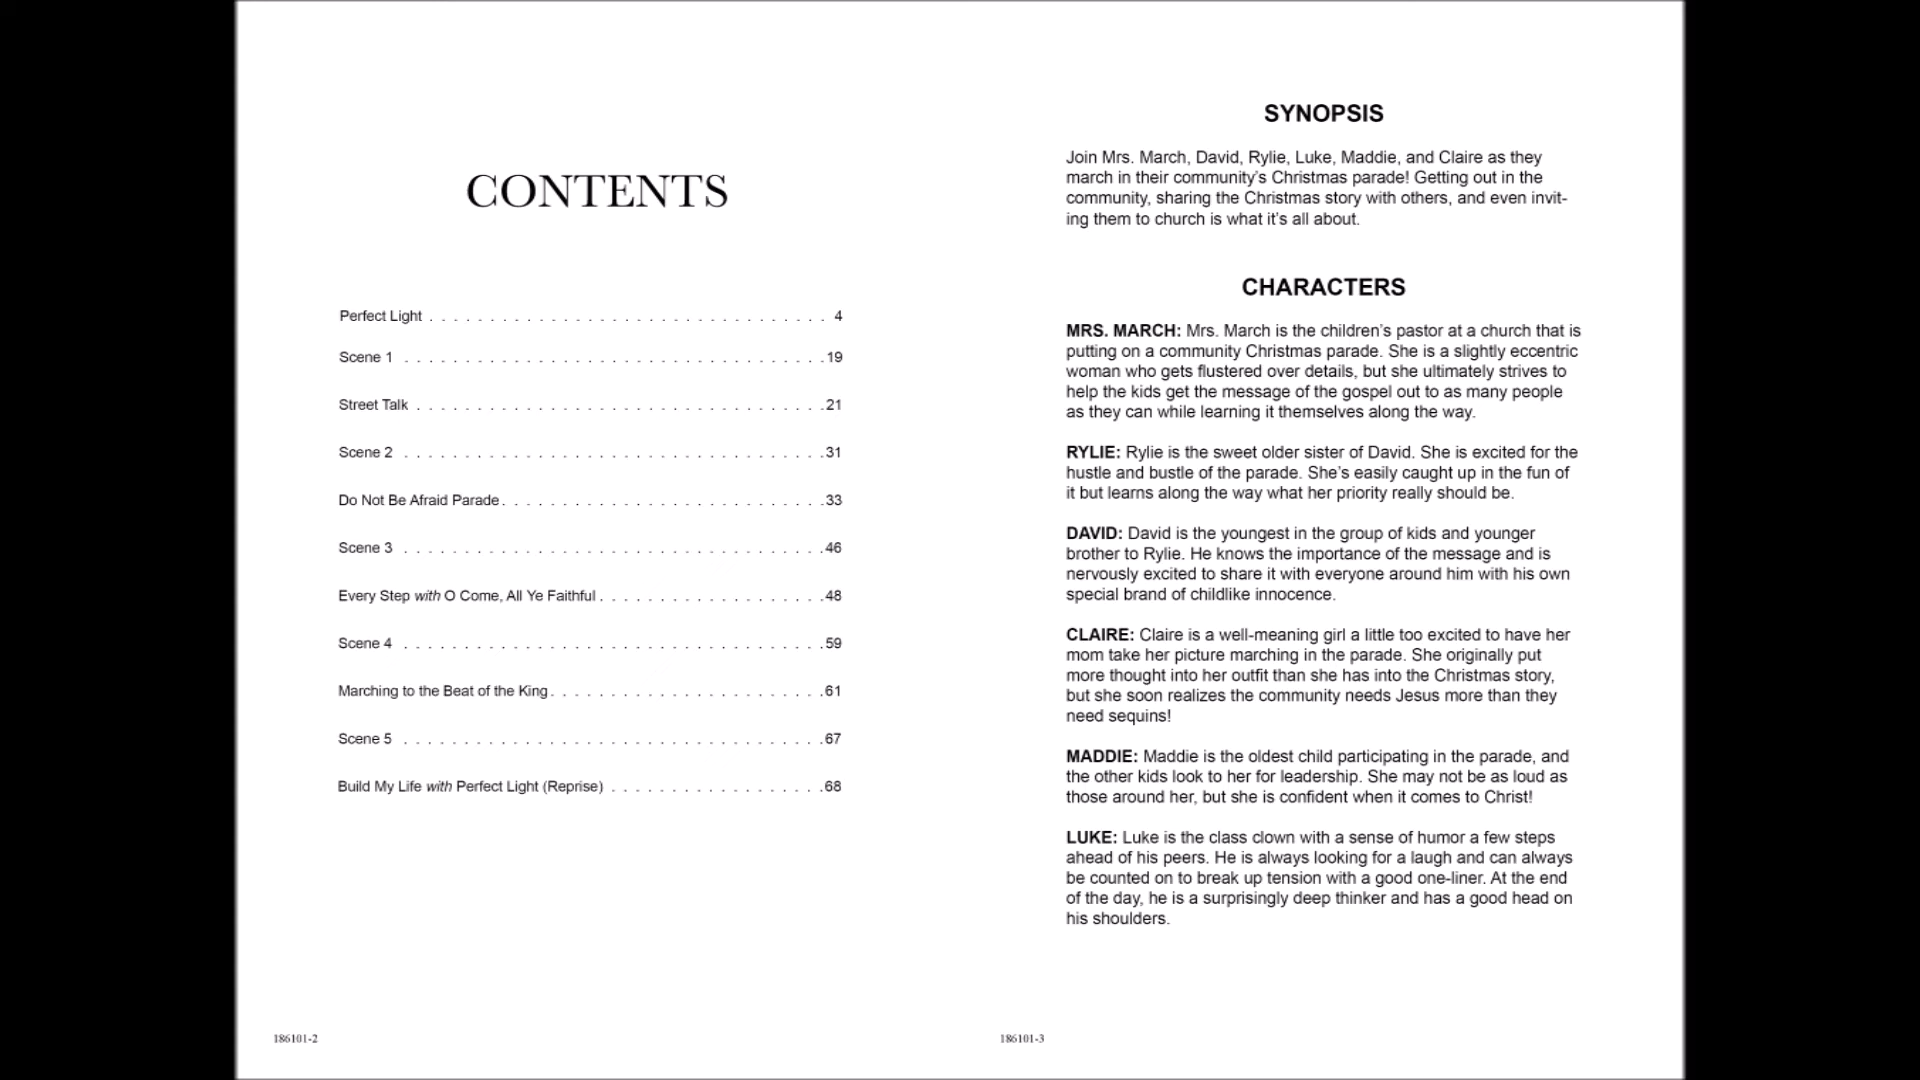 CONTENTS
Perfect Light . . . . . . . . . . . . . . . . . . . . . . . . . . . . . . . . . 4
Scene 1 . . . . . . . . . . . . . . . . . . . . . . . . . . . . . . . . . . .19
Street Talk . . . . . . . . . . . . . . . . . . . . . . . . . . . . . . . . . .21
Scene 2 . . . . . . . . . . . . . . . . . . . . . . . . . . . . . . . . . . .31
Do Not Be Afraid Parade. . . . . . . . . . . . . . . . . . . . . . . . . . .33
Scene 3 . . . . . . . . . . . . . . . . . . . . . . . . . . . . . . . . . . .46
Every Step with O Come, All Ye Faithful . . . . . . . . . . . . . . . . . . .48
Scene 4 . . . . . . . . . . . . . . . . . . . . . . . . . . . . . . . . . . .59
Marching to the Beat of the King. . . . . . . . . . . . . . . . . . . . . . .61
Scene 5 . . . . . . . . . . . . . . . . . . . . . . . . . . . . . . . . . . .67
Build My Life with Perfect Light (Reprise) . . . . . . . . . . . . . . . . . .68
186101-2
SYNOPSIS
Join Mrs. March, David, Rylie, Luke, Maddie, and Claire as they
march in their community’s Christmas parade! Getting out in the
community, sharing the Christmas story with others, and even invit-
ing them to church is what it’s all about.
CHARACTERS
MRS. MARCH: Mrs. March is the children’s pastor at a church that is
putting on a community Christmas parade. She is a slightly eccentric
woman who gets flustered over details, but she ultimately strives to
help the kids get the message of the gospel out to as many people
as they can while learning it themselves along the way.
RYLIE: Rylie is the sweet older sister of David. She is excited for the
hustle and bustle of the parade. She’s easily caught up in the fun of
it but learns along the way what her priority really should be.
DAVID: David is the youngest in the group of kids and younger
brother to Rylie. He knows the importance of the message and is
nervously excited to share it with everyone around him with his own
special brand of childlike innocence.
CLAIRE: Claire is a well-meaning girl a little too excited to have her
mom take her picture marching in the parade. She originally put
more thought into her outfit than she has into the Christmas story,
but she soon realizes the community needs Jesus more than they
need sequins!
MADDIE: Maddie is the oldest child participating in the parade, and
the other kids look to her for leadership. She may not be as loud as
those around her, but she is confident when it comes to Christ!
LUKE: Luke is the class clown with a sense of humor a few steps
ahead of his peers. He is always looking for a laugh and can always
be counted on to break up tension with a good one-liner. At the end
of the day, he is a surprisingly deep thinker and has a good head on
his shoulders.
186101-3